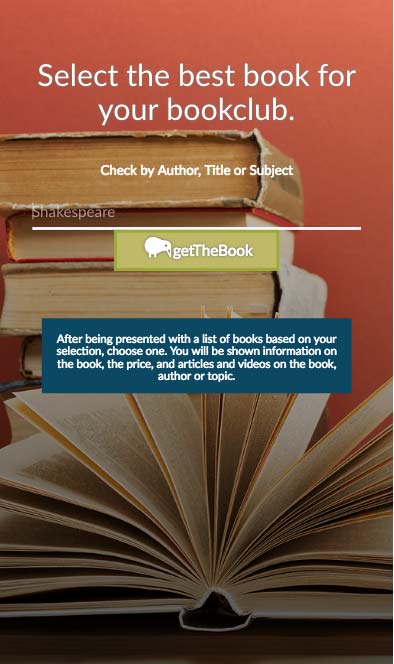 Select the best book for
your bookclub.
Check by Author, Title or Subject
Shakespeare
getTheBook
After being presented with a list of books based on your
selection, choose one. You will be shown information on
the book, the price, and articles and videos on the book,
author or topic.